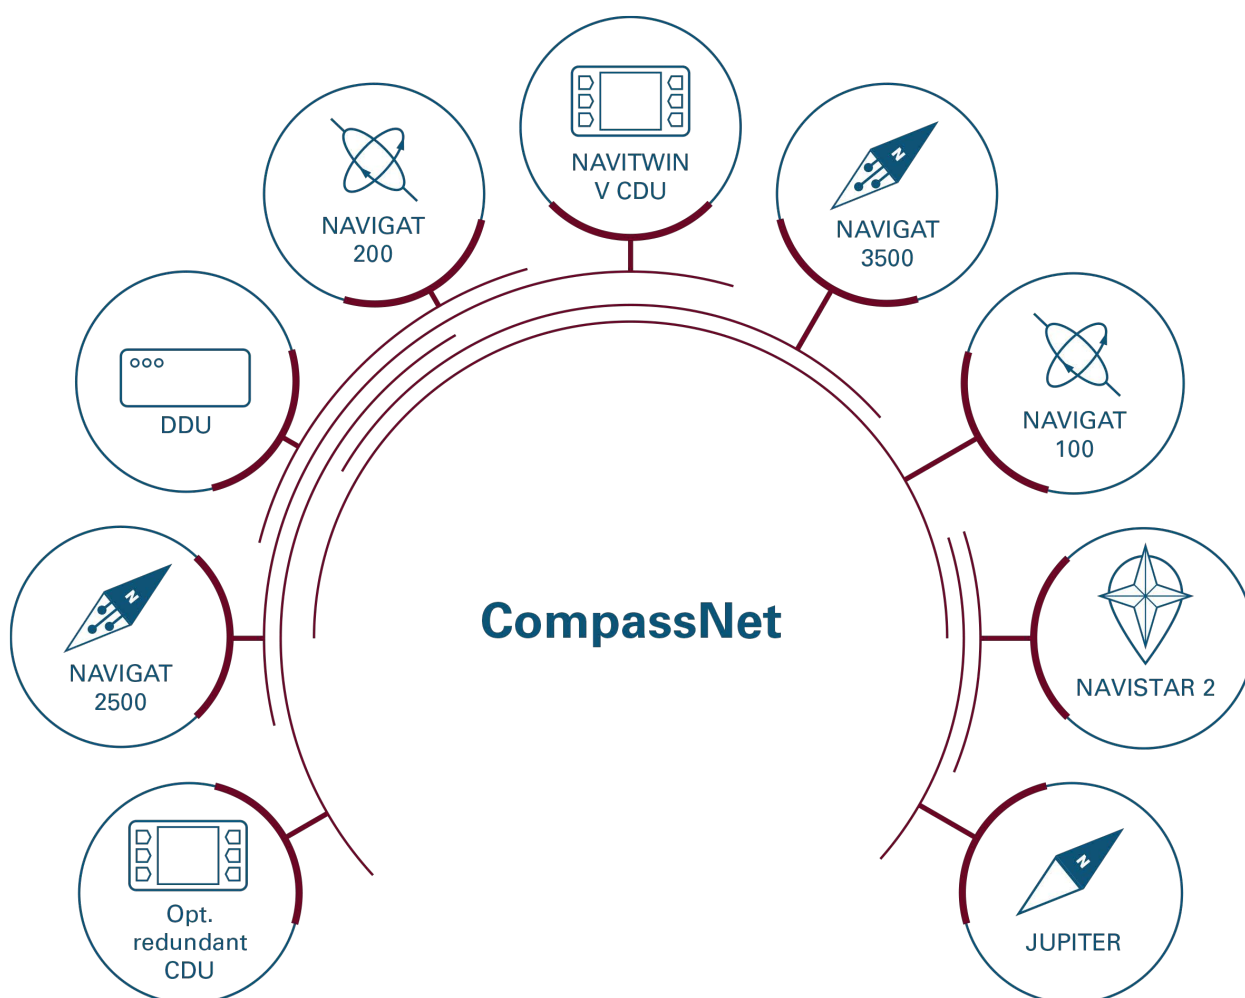 NAVITWIN
V CDU
NAVIGAT
200
N
NAVIGAT
3500
DDU
NAVIGAT
100
N
NAVIGAT
2500
CompassNet
NAVISTAR 2
Opt.
redundant
CDU
N
JUPITER